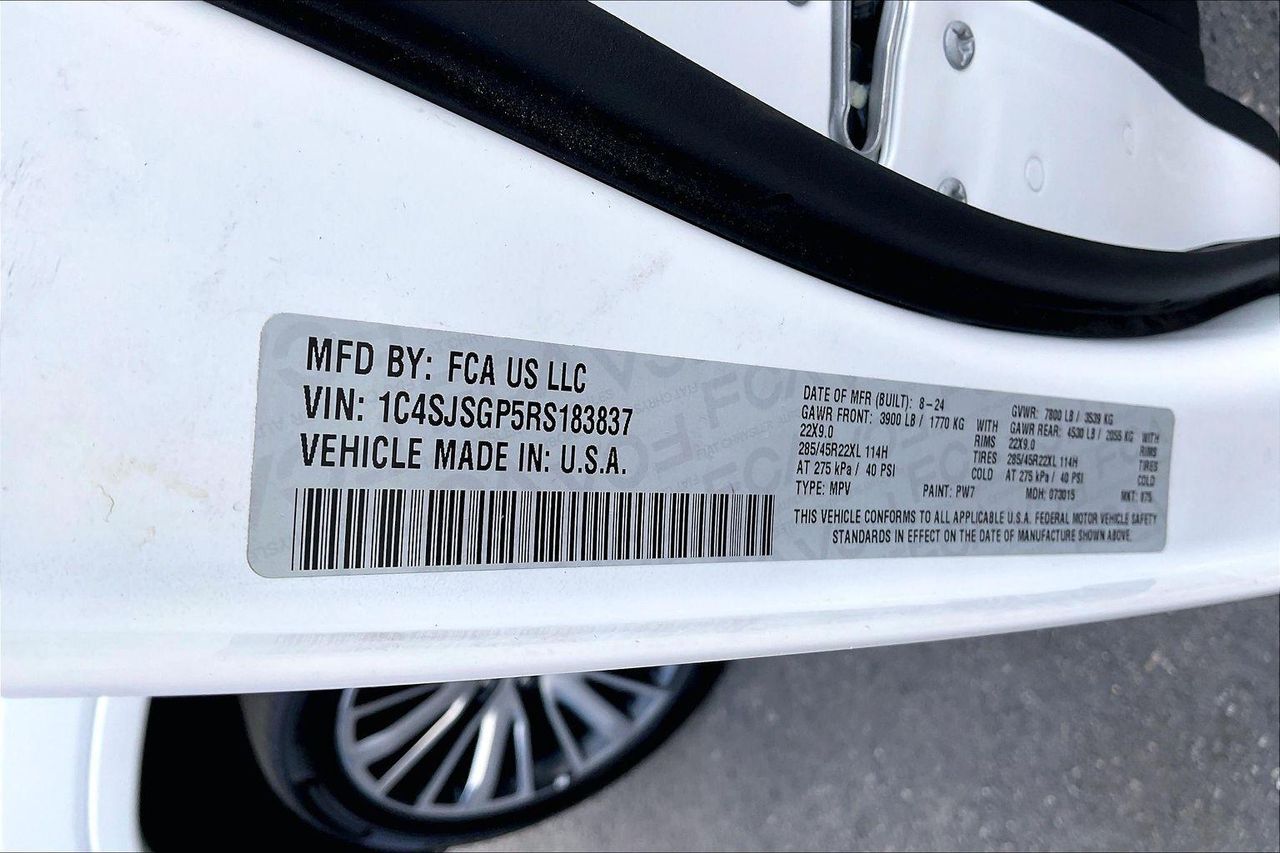 MFD BY: FCA US LLC
VIN: 1C4SJSGP5RS183837
VEHICLE MADE IN: U.S.A.
DATE OF MFR (BUILT): 8-24 GVWR: 7800 LB / 3539 KG
GAWR FRONT: 3900 LB / 1770 KG WITH GAWR REAR: 4530 LB / 2055 KG WITH
22X9.0 RIMS 22X9.0 RIMS
285/45R22XL 114H TIRES 285/45R22XL 114H TIRES
AT 275 kPa / 40 PSI COLD AT 275 kPa / 40 PSI COLD
TYPE: MPV PAINT: PW7 MDH: 073015 MKT:
THIS VEHICLE CONFORMS TO ALL APPLICABLE U.S.A. FEDERAL MOTOR VEHICLE SAFETY
STANDARDS IN EFFECT ON THE DATE OF MANUFACTURE SHOWN ABOVE.